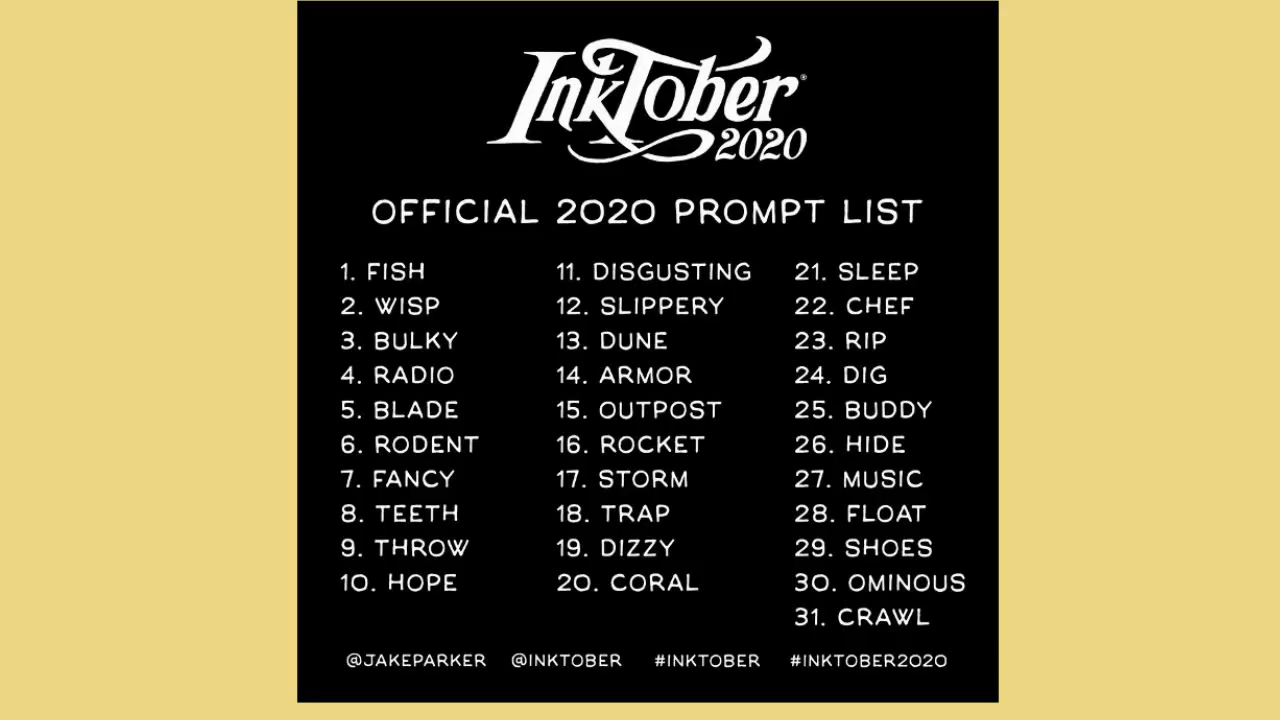 InkTober®
2020
OFFICIAL 2020 PROMPT LIST
1. FISH
2. WISP
3. BULKY
4. RADIO
5. BLADE
6. RODENT
7. FANCY
8. TEETH
9. THROW
10. HOPE
11. DISGUSTING
12. SLIPPERY
13. DUNE
14. ARMOR
15. OUTPOST
16. ROCKET
17. STORM
18. TRAP
19. DIZZY
20. CORAL
21. SLEEP
22. CHEF
23. RIP
24. DIG
25. BUDDY
26. HIDE
27. MUSIC
28. FLOAT
29. SHOES
30. OMINOUS
31. CRAWL
@JAKEPARKER @INKTOBER #INKTOBER #INKTOBER2020